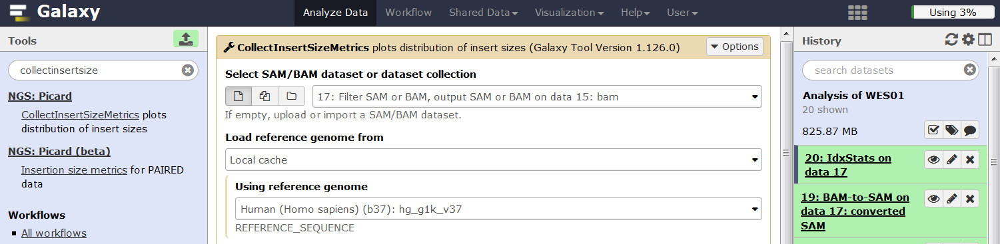 Galaxy
Analyze Data Workflow Shared Data Visualization Help User
Using 3%
Tools
collectinsertsize
NGS: Picard
CollectInsertSizeMetrics plots
distribution of insert sizes
NGS: Picard (beta)
Insertion size metrics for PAIRED
data
Workflows
All workflows
CollectInsertSizeMetrics plots distribution of insert sizes (Galaxy Tool Version 1.126.0)
Options
Select SAM/BAM dataset or dataset collection
17: Filter SAM or BAM, output SAM or BAM on data 15: bam
If empty, upload or import a SAM/BAM dataset.
Load reference genome from
Local cache
Using reference genome
Human (Homo sapiens) (b37): hg_g1k_v37
REFERENCE_SEQUENCE
History
search datasets
Analysis of WES01
20 shown
825.87 MB
20: IdxStats on
data 17
19: BAM-to-SAM on
data 17: converted
SAM